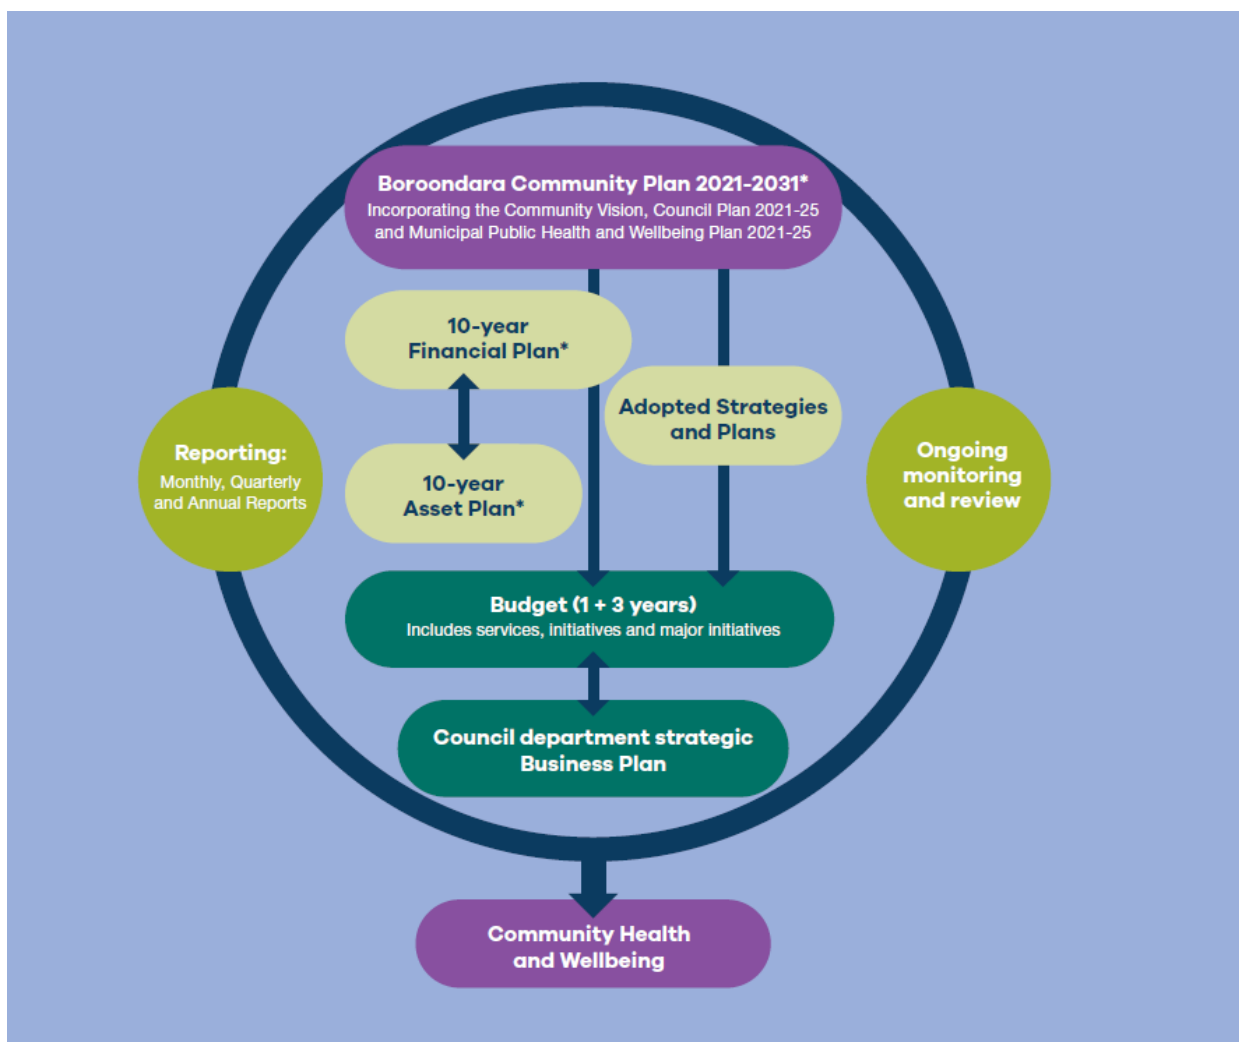 Boroondara Community Plan 2021-2031*
Incorporating the Community Vision, Council Plan 2021-25
and Municipal Public Health and Wellbeing Plan 2021-25
10-year
Financial Plan*
Adopted Strategies
and Plans
Reporting:
Monthly, Quarterly
and Annual Reports
10-year
Asset Plan*
Ongoing
monitoring
and review
Budget (1 + 3 years)
Includes services, initiatives and major initiatives
Council department strategic
Business Plan
Community Health
and Wellbeing